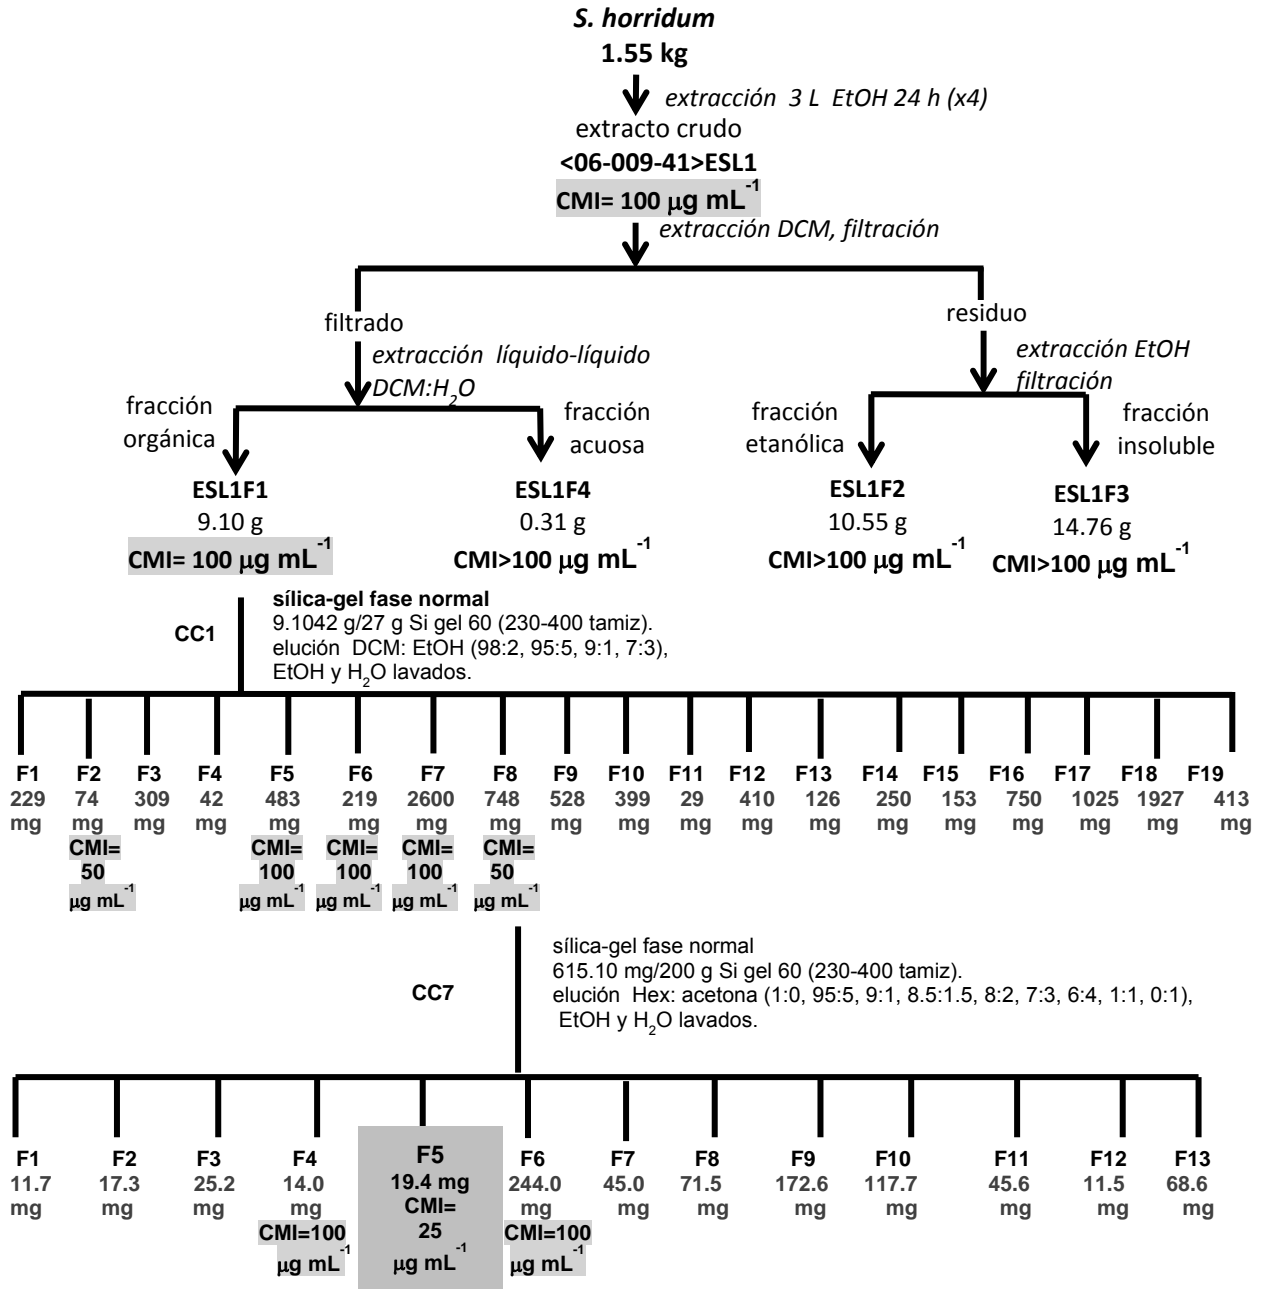 S. horridum
1.55 kg
extracción 3 L EtOH 24 h (x4)
extracto crudo
<06-009-41>ESL1
CMI= 100 µg mL-1
extracción DCM, filtración
filtrado
extracción líquido-líquido
DCM:H2O
residuo
extracción EtOH
filtración
fracción
orgánica
fracción
acuosa
fracción
etanólica
fracción
insoluble
ESL1F1
9.10 g
CMI= 100 µg mL-1
ESL1F4
0.31 g
CMI>100 µg mL-1
ESL1F2
10.55 g
CMI>100 µg mL-1
ESL1F3
14.76 g
CMI>100 µg mL-1
CC1
sílica-gel fase normal
9.1042 g/27 g Si gel 60 (230-400 tamiz).
elución DCM: EtOH (98:2, 95:5, 9:1, 7:3),
EtOH y H2O lavados.
F1 F2 F3 F4 F5 F6 F7 F8 F9 F10 F11 F12 F13 F14 F15 F16 F17 F18 F19
229 74 309 42 483 219 2600 748 528 399 29 410 126 250 153 750 1025 1927 413
mg mg mg mg mg mg mg mg mg mg mg mg mg mg mg mg mg mg mg
CMI= CMI= CMI= CMI= CMI=
50 100 100 100 50
µg mL-1 µg mL-1 µg mL-1 µg mL-1 µg mL-1
CC7
sílica-gel fase normal
615.10 mg/200 g Si gel 60 (230-400 tamiz).
elución Hex: acetona (1:0, 95:5, 9:1, 8.5:1.5, 8:2, 7:3, 6:4, 1:1, 0:1),
EtOH y H2O lavados.
F1 F2 F3 F4 F5 F6 F7 F8 F9 F10 F11 F12 F13
11.7 17.3 25.2 14.0 19.4 mg 244.0 45.0 71.5 172.6 117.7 45.6 11.5 68.6
mg mg mg mg CMI= mg mg mg mg mg mg mg mg
CMI=100 25 CMI=100
µg mL-1 µg mL-1 µg mL-1